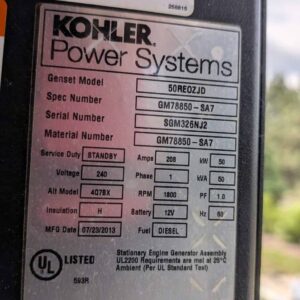 268815
KOHLER
Power Systems
Genset Model 50REOZJD
Spec Number GM78850-SA7
Serial Number SGM326NJ2
Material Number GM78850-SA7
Service Duty STANDBY Amps 208 kW 50
Voltage 240 Phase 1 kVA 50
Alt Model 4Q7BX RPM 1800 PF 1.0
Insulation H Battery 12V Hz 60
MFG Date 07/23/2013 Fuel DIESEL
UL LISTED
593R
Stationary Engine Generator Assembly
UL2200 Requirements are met at 25°C
Ambient (Per UL Standard Test)